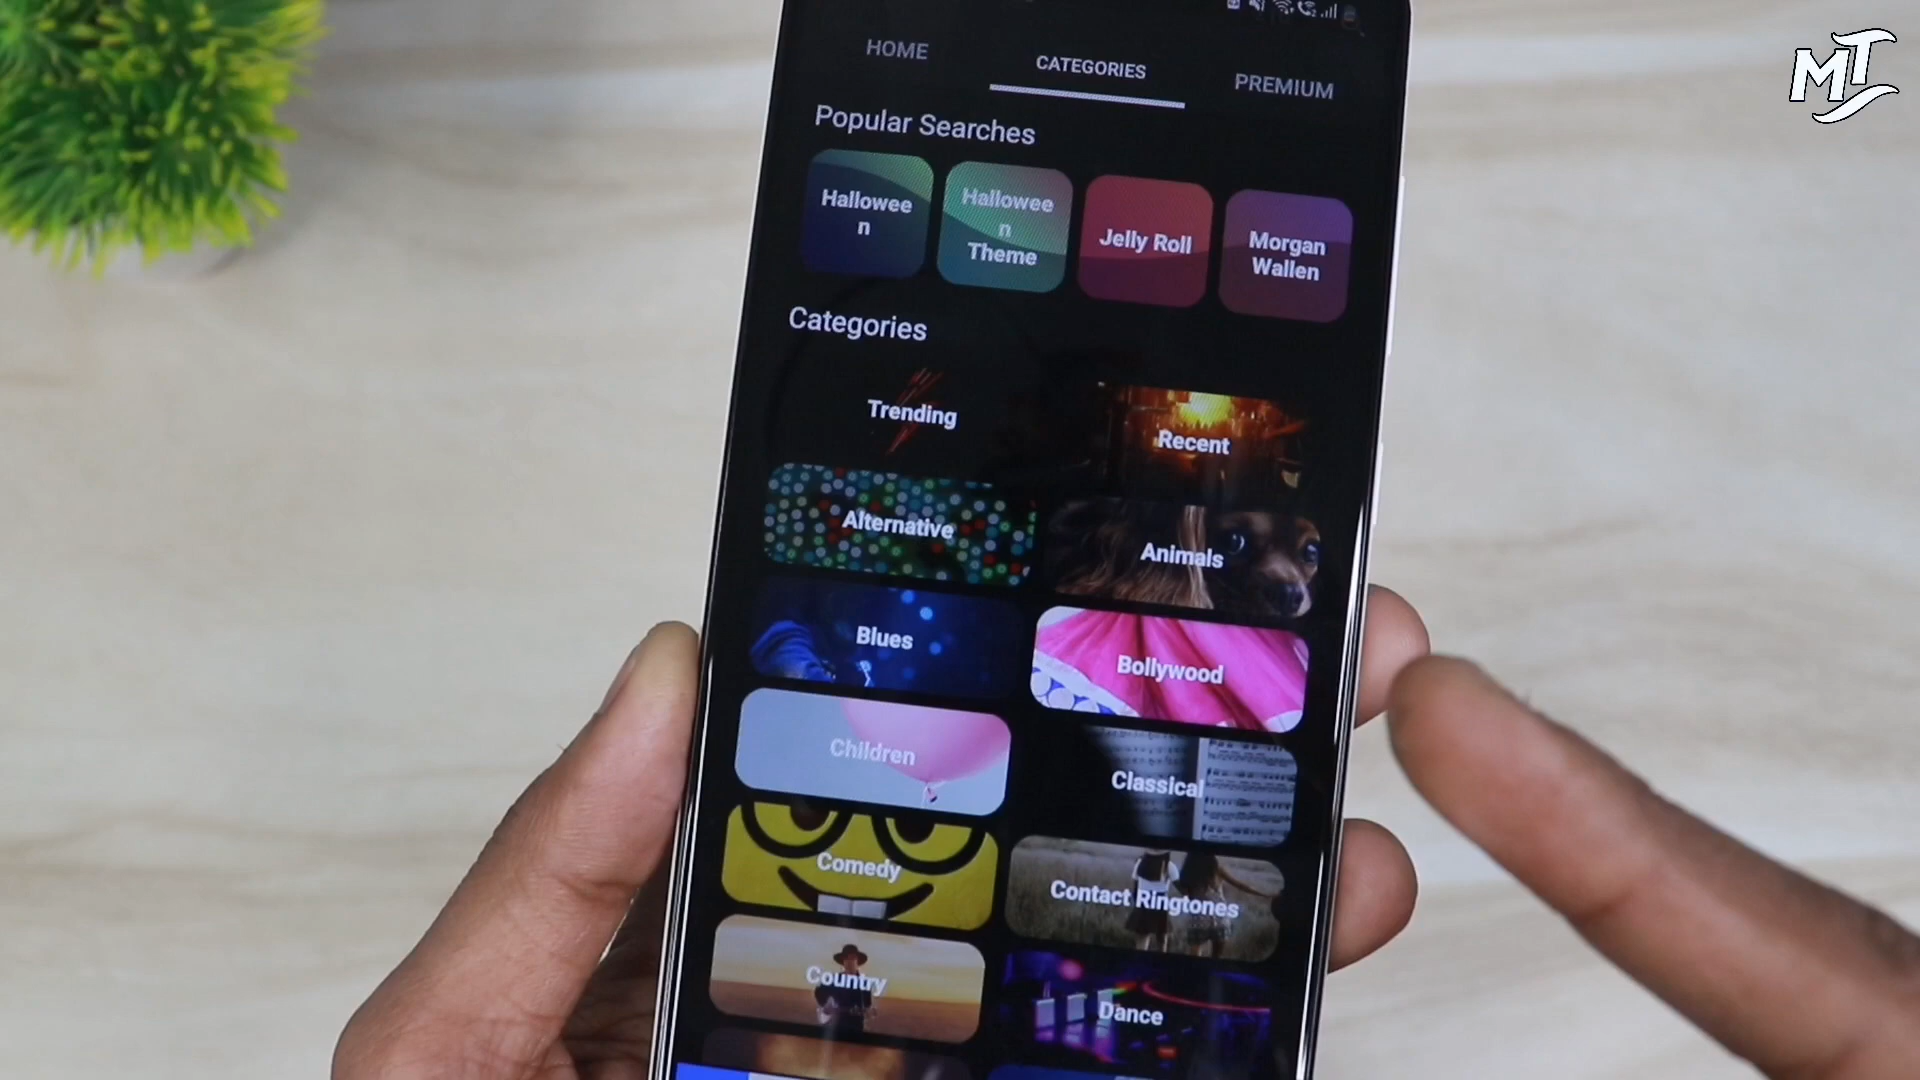 MT
HOME
CATEGORIES
PREMIUM
Popular Searches
Hallowee
n
Hallowee
n
Theme
Jelly Roll
Morgan
Wallen
Categories
Trending
Recent
Alternative
Animals
Blues
Bollywood
Children
Classical
Comedy
Contact Ringtones
Country
Dance